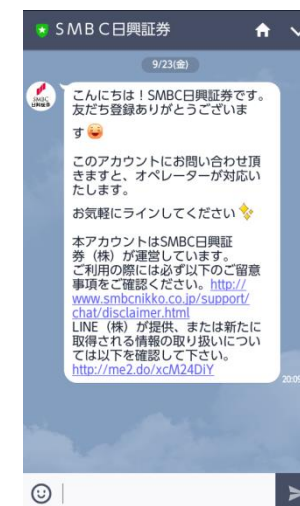 SMBC日興証券
9/23(金)
SMBC
日興証券
こんにちは！SMBC日興証券です。
友だち登録ありがとうございま
す
このアカウントにお問い合わせ頂
きますと、オペレーターが対応い
たします。
お気軽にラインしてください
本アカウントはSMBC日興証
券（株）が運営しています。
ご利用の際には必ず以下のご留意
事項をご確認ください。http://
www.smbcnikko.co.jp/support/
chat/disclaimer.html
LINE（株）が提供、または新たに
取得される情報の取り扱いについ
ては以下を確認して下さい。
http://me2.do/xcM24DiY
20:09